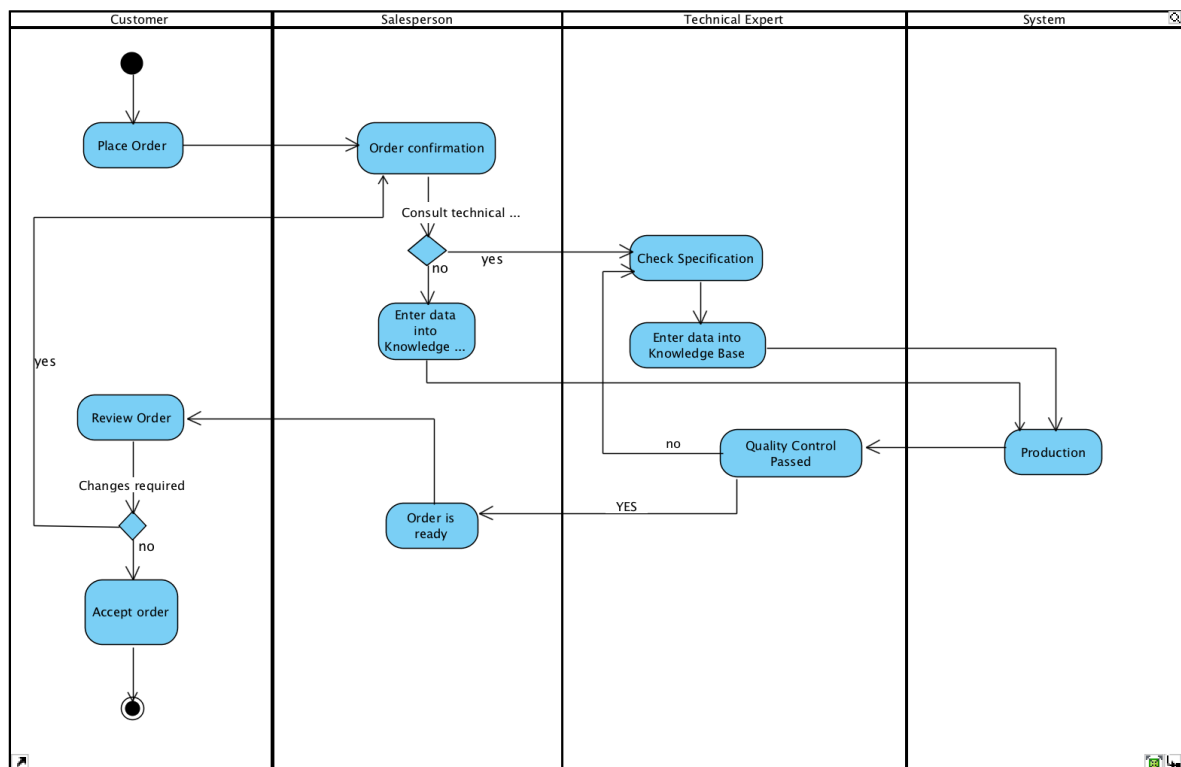 Customer
Salesperson
Technical Expert
System
Place Order
Order confirmation
Consult technical ...
yes
no
Check Specification
Enter data
into
Knowledge ...
Enter data into
Knowledge Base
yes
Review Order
no
Quality Control
Passed
Production
Changes required
YES
Order is
ready
no
Accept order